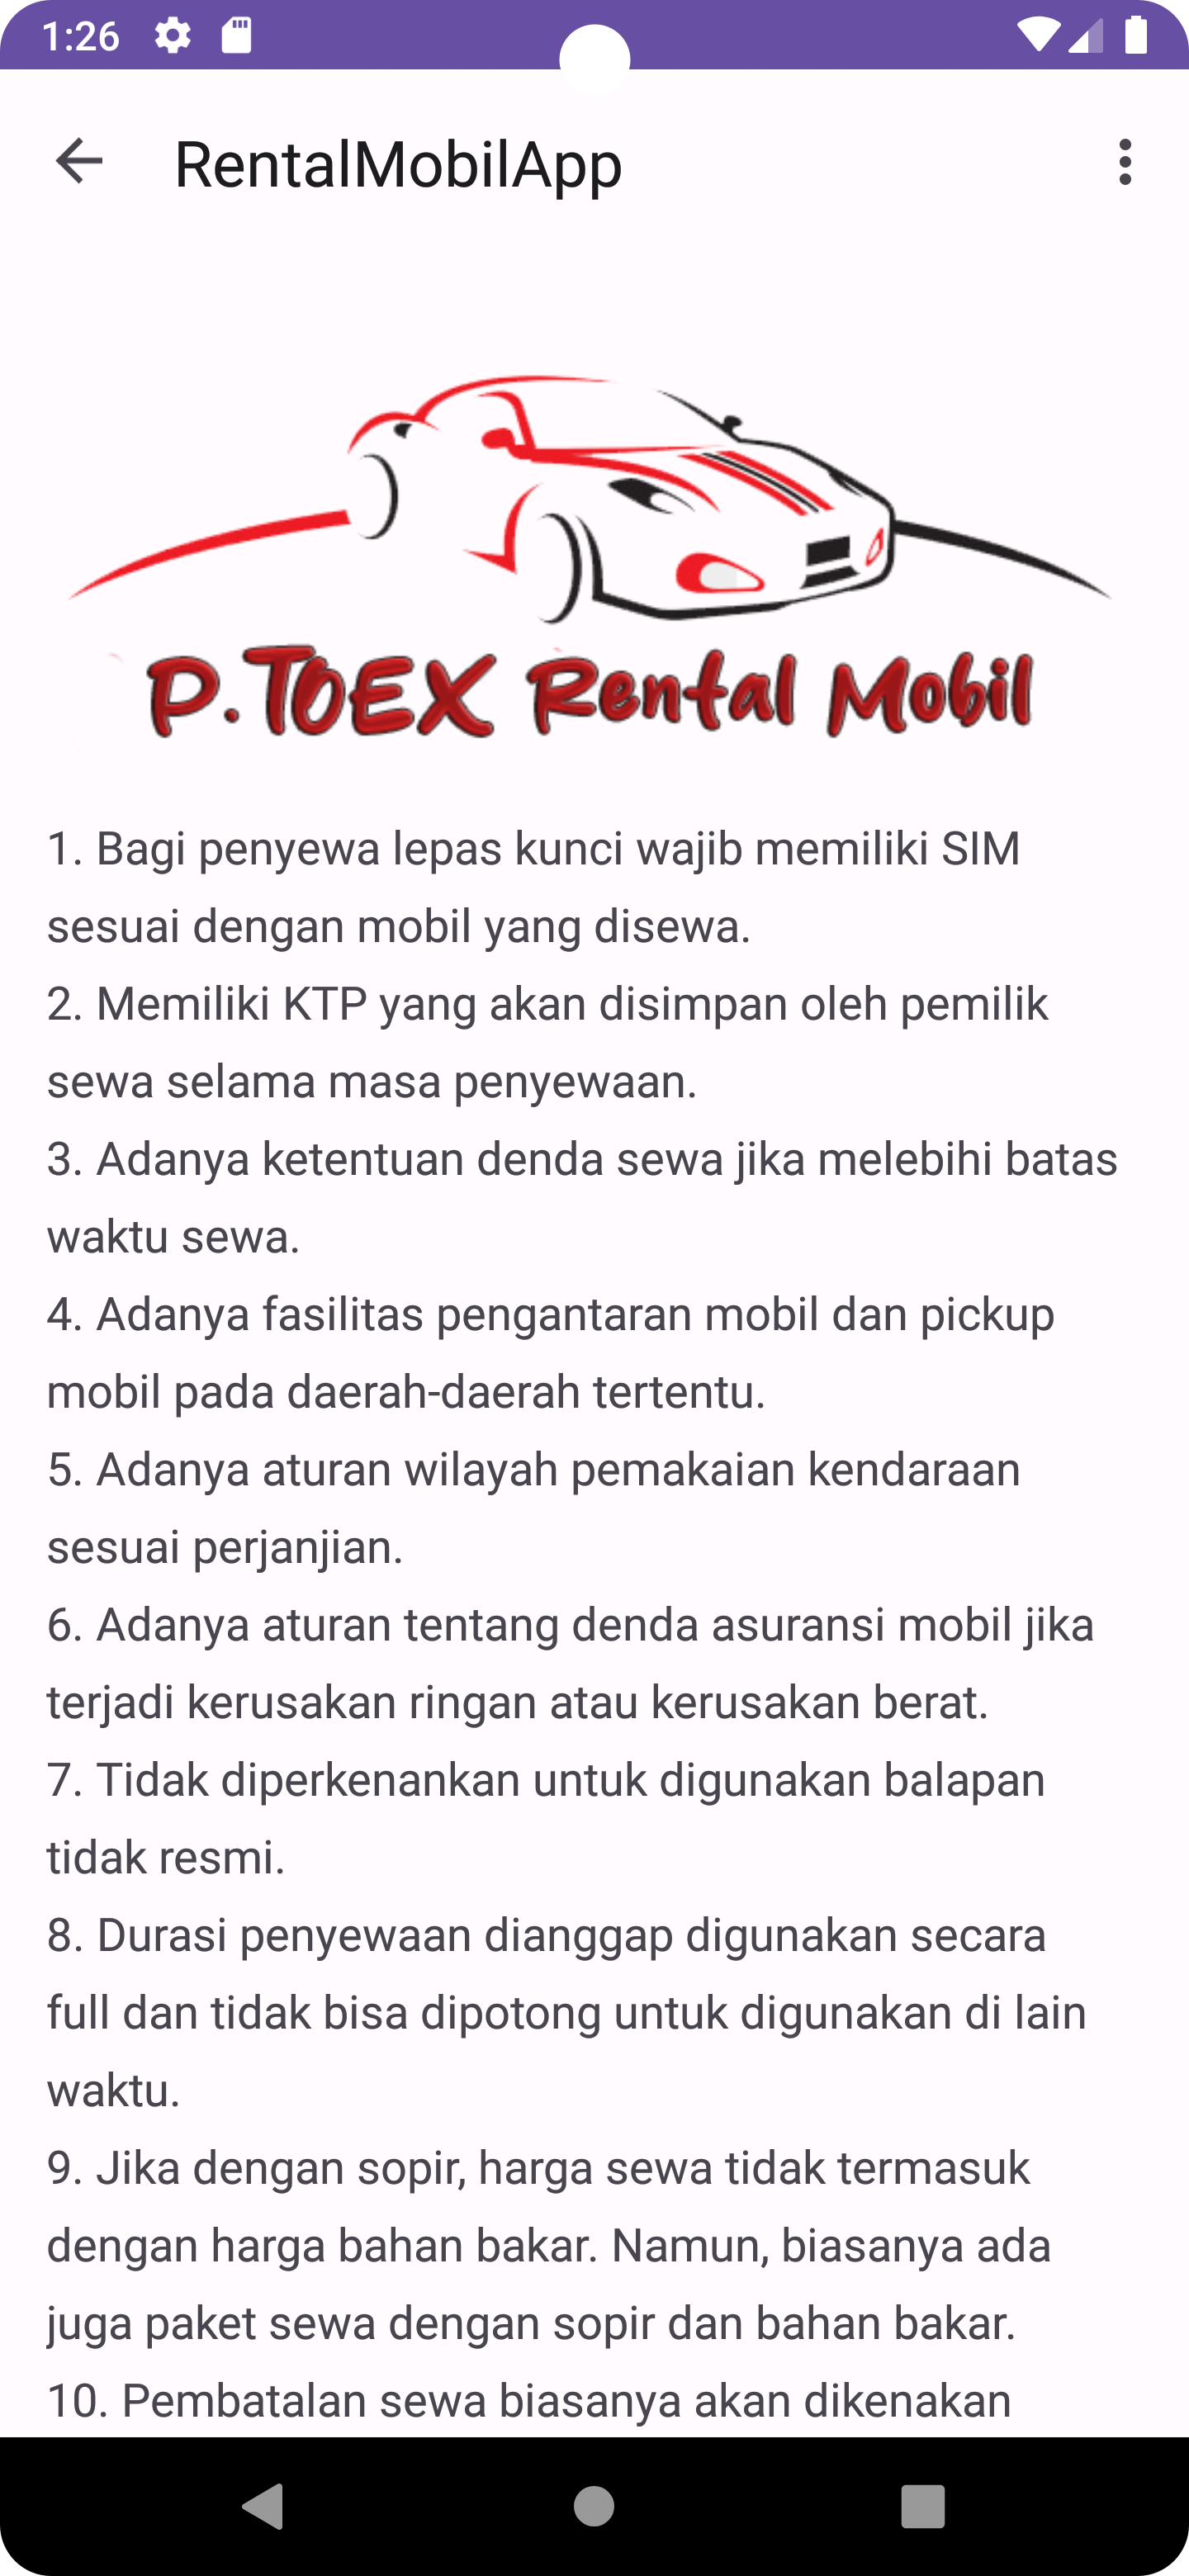 1:26
RentalMobilApp
P.TOEX Rental Mobil
1. Bagi penyewa lepas kunci wajib memiliki SIM
sesuai dengan mobil yang disewa.
2. Memiliki KTP yang akan disimpan oleh pemilik
sewa selama masa penyewaan.
3. Adanya ketentuan denda sewa jika melebihi batas
waktu sewa.
4. Adanya fasilitas pengantaran mobil dan pickup
mobil pada daerah-daerah tertentu.
5. Adanya aturan wilayah pemakaian kendaraan
sesuai perjanjian.
6. Adanya aturan tentang denda asuransi mobil jika
terjadi kerusakan ringan atau kerusakan berat.
7. Tidak diperkenankan untuk digunakan balapan
tidak resmi.
8. Durasi penyewaan dianggap digunakan secara
full dan tidak bisa dipotong untuk digunakan di lain
waktu.
9. Jika dengan sopir, harga sewa tidak termasuk
dengan harga bahan bakar. Namun, biasanya ada
juga paket sewa dengan sopir dan bahan bakar.
10. Pembatalan sewa biasanya akan dikenakan